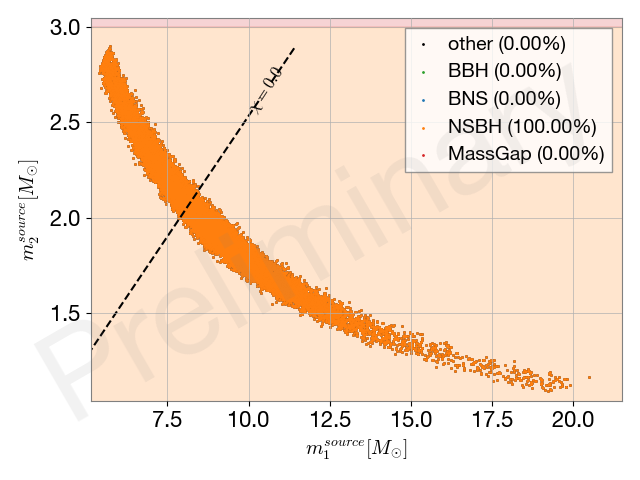 3.0
2.5
2.0
1.5
7.5 10.0 12.5 15.0 17.5 20.0
m₂^source [M⊙]
m₁^source [M⊙]
χ = 0.0
other (0.00%)
BBH (0.00%)
BNS (0.00%)
NSBH (100.00%)
MassGap (0.00%)
Preliminary